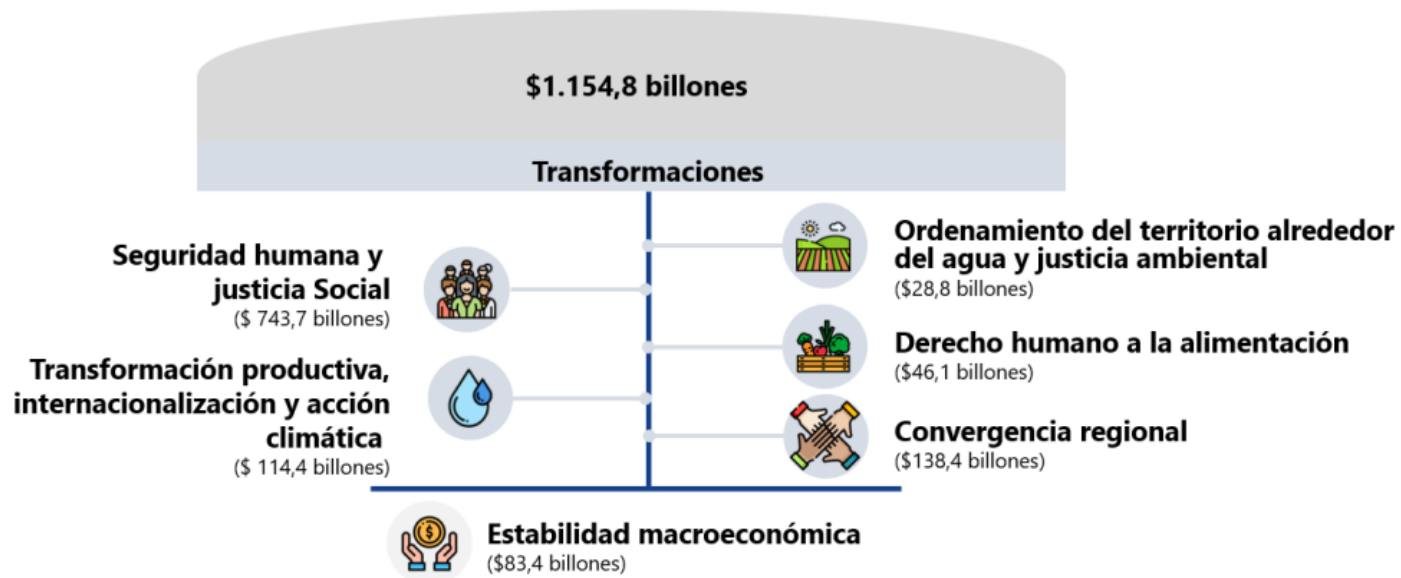 $1.154,8 billones
Transformaciones
Seguridad humana y
justicia Social
($ 743,7 billones)
Transformación productiva,
internacionalización y acción
climática
($ 114,4 billones)
Ordenamiento del territorio alrededor
del agua y justicia ambiental
($28,8 billones)
Derecho humano a la alimentación
($46,1 billones)
Convergencia regional
($138,4 billones)
Estabilidad macroeconómica
($83,4 billones)